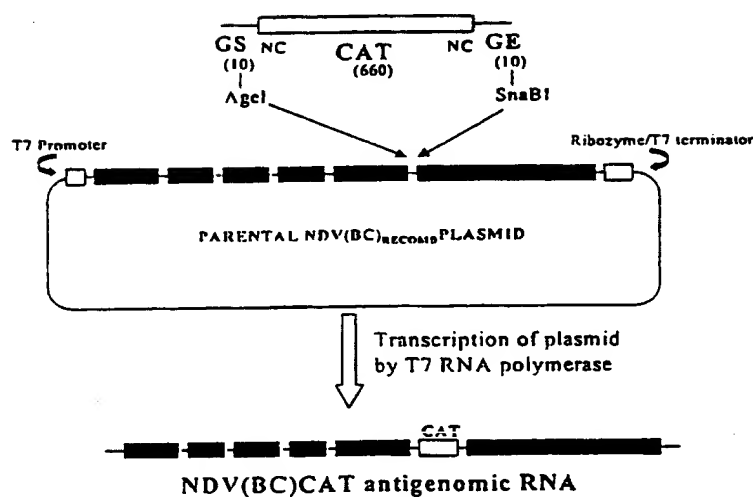 GS NC CAT NC GE
(10) (660) (10)
AgeI SnaBI
T7 Promoter Ribozyme/T7 terminator
PARENTAL NDV(BC)RECOMB PLASMID
Transcription of plasmid
by T7 RNA polymerase
CAT
NDV(BC)CAT antigenomic RNA